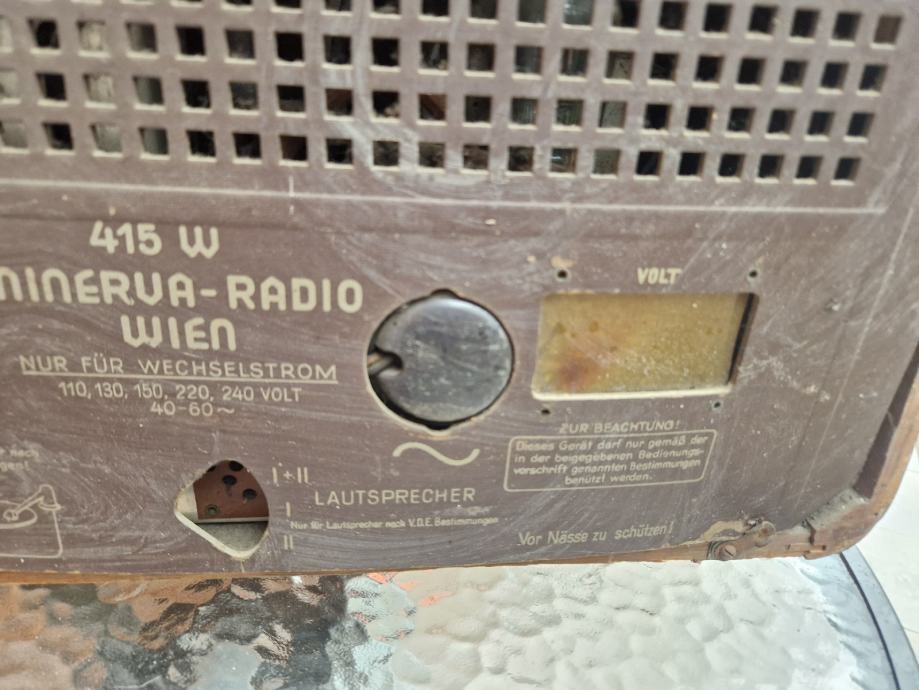 415 W
MINERVA-RADIO
WIEN
NUR FÜR WECHSELSTROM
110, 130, 150, 220, 240 VOLT
40-60~
VOLT
~
ZUR BEACHTUNG!
Dieses Gerät darf nur gemäß der
in der beigegebenen Bedienungs-
vorschrift genannten Bestimmungen
benützt werden.
nach
I+II
I
II
LAUTSPRECHER
Nur für Lautsprecher nach V.D.E. Bestimmungen
Vor Nässe zu schützen!